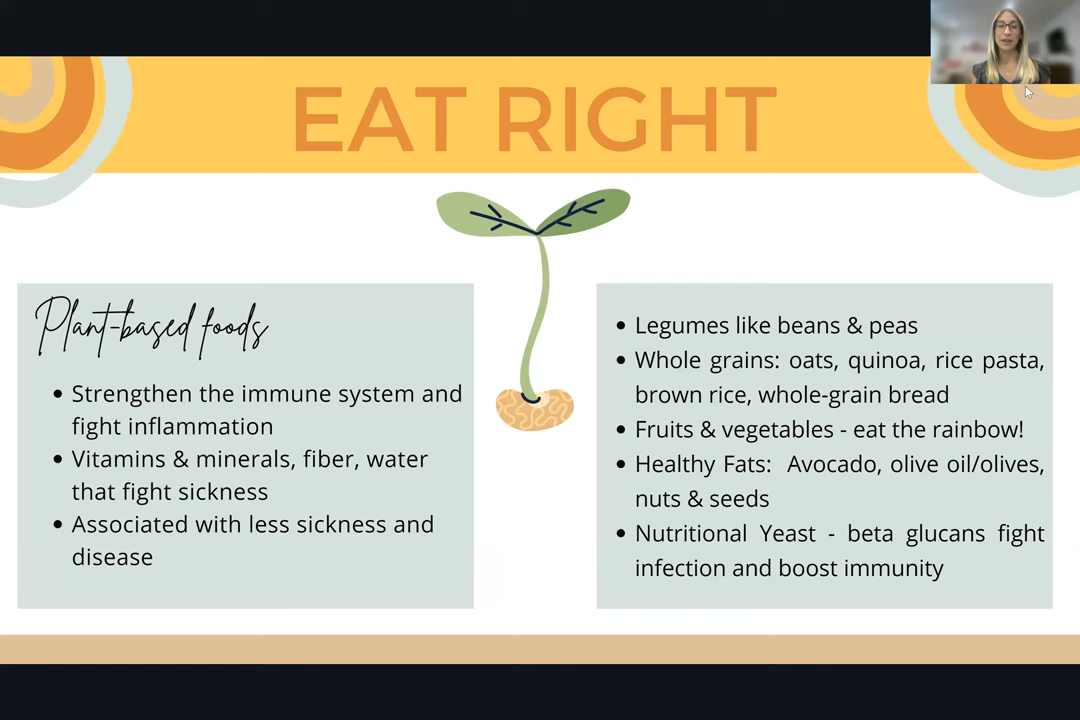 EAT RIGHT
Plant-based foods
• Strengthen the immune system and
fight inflammation
• Vitamins & minerals, fiber, water
that fight sickness
• Associated with less sickness and
disease
• Legumes like beans & peas
• Whole grains: oats, quinoa, rice pasta,
brown rice, whole-grain bread
• Fruits & vegetables - eat the rainbow!
• Healthy Fats: Avocado, olive oil/olives,
nuts & seeds
• Nutritional Yeast - beta glucans fight
infection and boost immunity